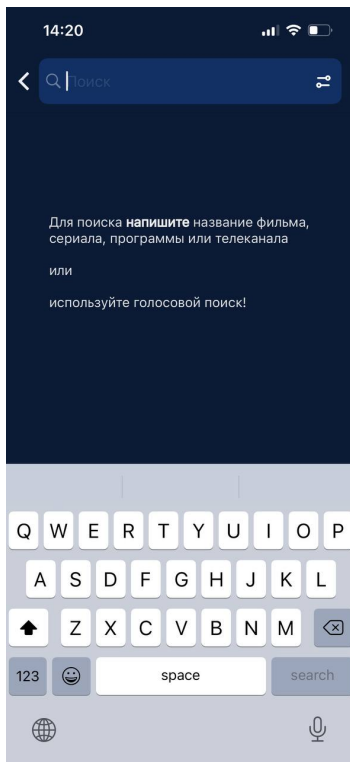 14:20
Поиск
Для поиска напишите название фильма,
сериала, программы или телеканала
или
используйте голосовой поиск!
Q W E R T Y U I O P
A S D F G H J K L
Z X C V B N M
123 space search